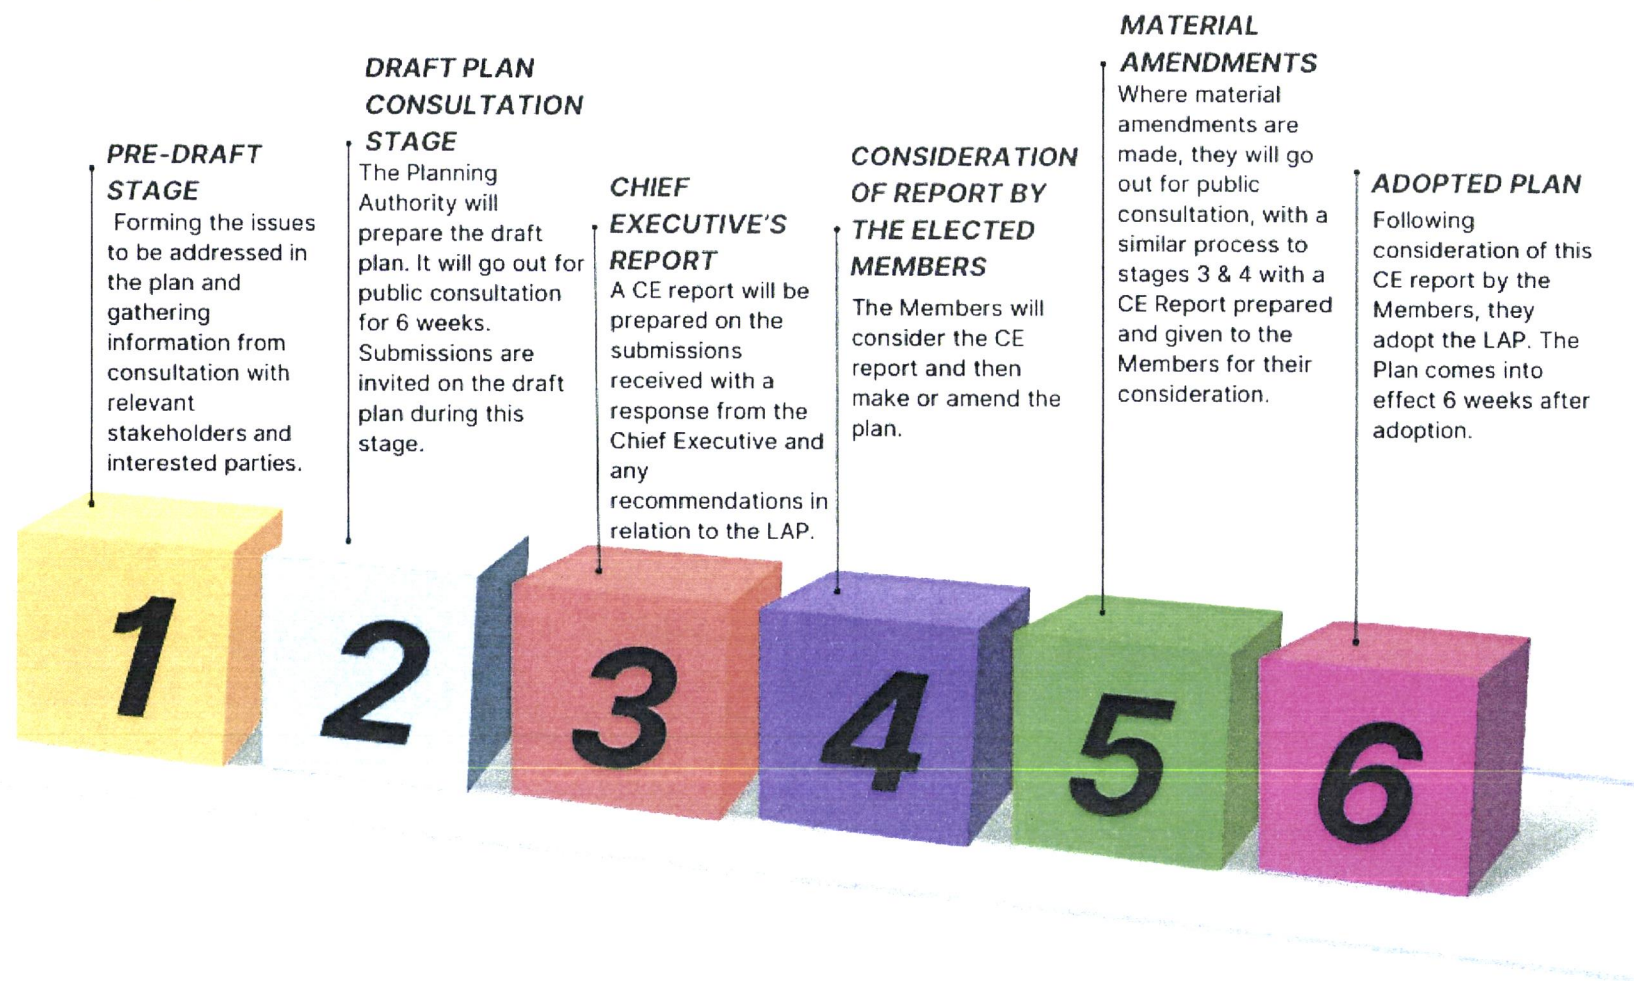 PRE-DRAFT
STAGE
Forming the issues
to be addressed in
the plan and
gathering
information from
consultation with
relevant
stakeholders and
interested parties.
DRAFT PLAN
CONSULTATION
STAGE
The Planning
Authority will
prepare the draft
plan. It will go out for
public consultation
for 6 weeks.
Submissions are
invited on the draft
plan during this
stage.
CHIEF
EXECUTIVE'S
REPORT
A CE report will be
prepared on the
submissions
received with a
response from the
Chief Executive and
any
recommendations in
relation to the LAP.
CONSIDERATION
OF REPORT BY
THE ELECTED
MEMBERS
The Members will
consider the CE
report and then
make or amend the
plan.
MATERIAL
AMENDMENTS
Where material
amendments are
made, they will go
out for public
consultation, with a
similar process to
stages 3 & 4 with a
CE Report prepared
and given to the
Members for their
consideration.
ADOPTED PLAN
Following
consideration of this
CE report by the
Members, they
adopt the LAP. The
Plan comes into
effect 6 weeks after
adoption.
1
2
3
4
5
6